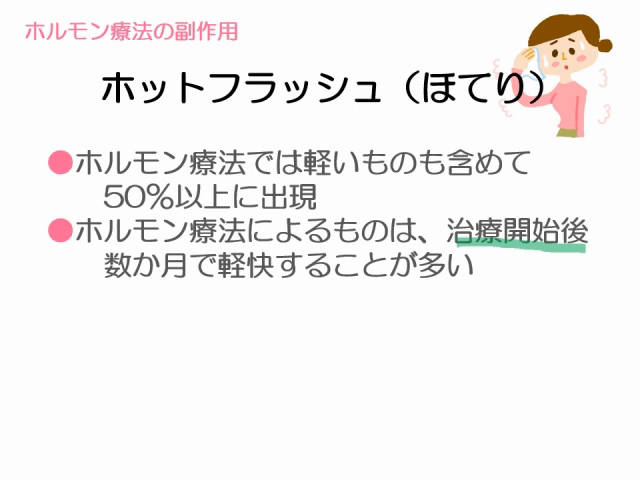 ホルモン療法の副作用
ホットフラッシュ（ほてり）
●ホルモン療法では軽いものも含めて
50％以上に出現
●ホルモン療法によるものは、治療開始後
数か月で軽快することが多い